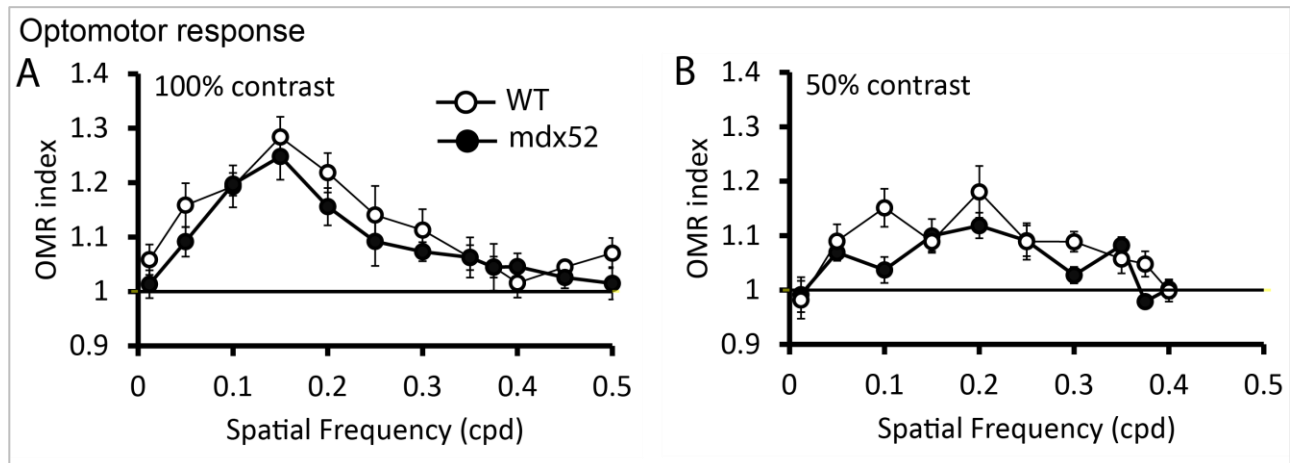 Optomotor response
A
100% contrast
WT
mdx52
OMR index
1.4
1.3
1.2
1.1
1
0.9
0
0.1
0.2
0.3
0.4
0.5
Spatial Frequency (cpd)
B
50% contrast
OMR index
1.4
1.3
1.2
1.1
1
0.9
0
0.1
0.2
0.3
0.4
0.5
Spatial Frequency (cpd)